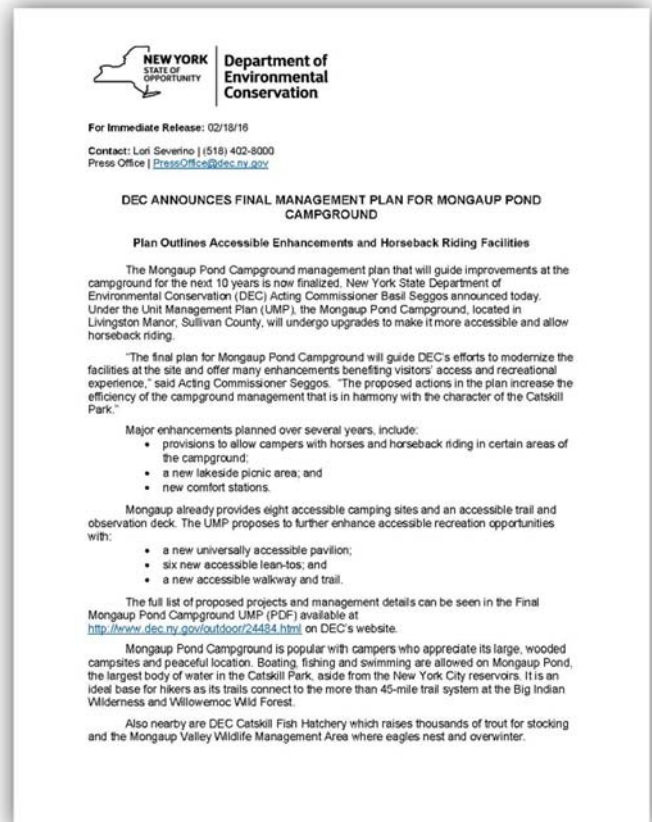 NEW YORK
STATE OF
OPPORTUNITY
Department of
Environmental
Conservation
For Immediate Release: 02/18/16
Contact: Lori Severino | (518) 402-8000
Press Office | PressOffice@dec.ny.gov
DEC ANNOUNCES FINAL MANAGEMENT PLAN FOR MONGAUP POND
CAMPGROUND
Plan Outlines Accessible Enhancements and Horseback Riding Facilities
The Mongaup Pond Campground management plan that will guide improvements at the
campground for the next 10 years is now finalized, New York State Department of
Environmental Conservation (DEC) Acting Commissioner Basil Seggos announced today.
Under the Unit Management Plan (UMP), the Mongaup Pond Campground, located in
Livingston Manor, Sullivan County, will undergo upgrades to make it more accessible and allow
horseback riding.
"The final plan for Mongaup Pond Campground will guide DEC's efforts to modernize the
facilities at the site and offer many enhancements benefiting visitors' access and recreational
experience," said Acting Commissioner Seggos. "The proposed actions in the plan increase the
efficiency of the campground management that is in harmony with the character of the Catskill
Park."
Major enhancements planned over several years, include:
• provisions to allow campers with horses and horseback riding in certain areas of
the campground;
• a new lakeside picnic area; and
• new comfort stations.
Mongaup already provides eight accessible camping sites and an accessible trail and
observation deck. The UMP proposes to further enhance accessible recreation opportunities
with:
• a new universally accessible pavilion;
• six new accessible lean-tos; and
• a new accessible walkway and trail.
The full list of proposed projects and management details can be seen in the Final
Mongaup Pond Campground UMP (PDF) available at
http://www.dec.ny.gov/outdoor/24484.html on DEC's website.
Mongaup Pond Campground is popular with campers who appreciate its large, wooded
campsites and peaceful location. Boating, fishing and swimming are allowed on Mongaup Pond,
the largest body of water in the Catskill Park, aside from the New York City reservoirs. It is an
ideal base for hikers as its trails connect to the more than 45-mile trail system at the Big Indian
Wilderness and Willowemoc Wild Forest.
Also nearby are DEC Catskill Fish Hatchery which raises thousands of trout for stocking
and the Mongaup Valley Wildlife Management Area where eagles nest and overwinter.